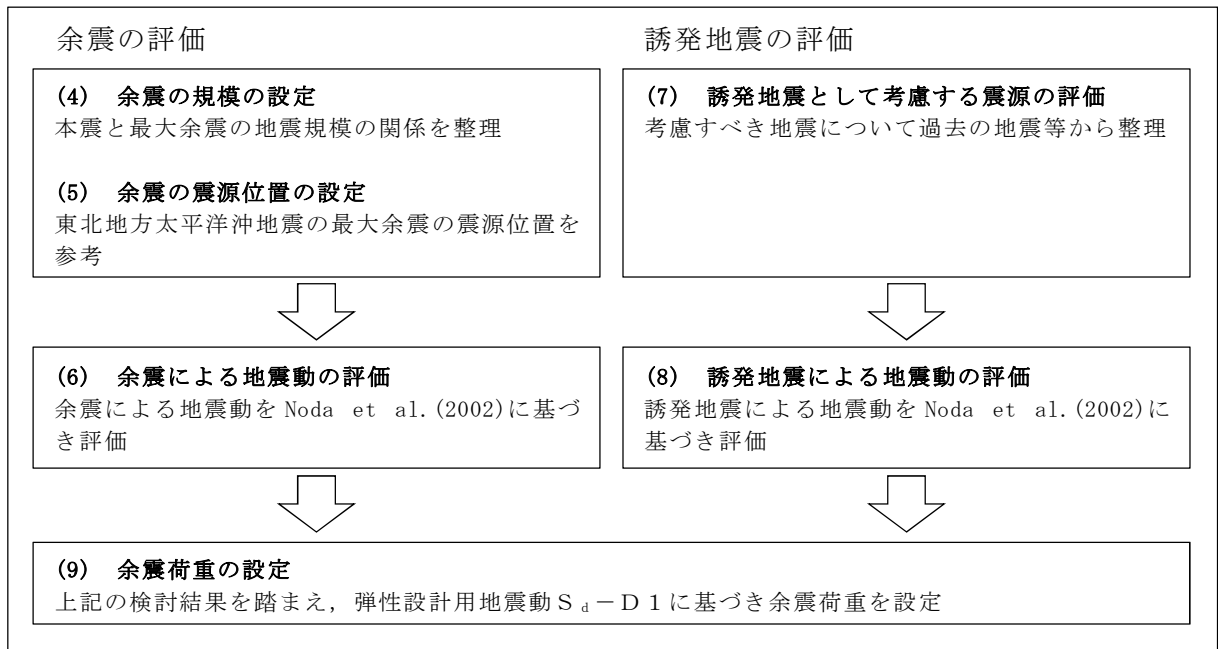 余震の評価
(4) 余震の規模の設定
本震と最大余震の地震規模の関係を整理
(5) 余震の震源位置の設定
東北地方太平洋沖地震の最大余震の震源位置を
参考
(6) 余震による地震動の評価
余震による地震動を Noda et al.(2002)に基づ
き評価
誘発地震の評価
(7) 誘発地震として考慮する震源の評価
考慮すべき地震について過去の地震等から整理
(8) 誘発地震による地震動の評価
誘発地震による地震動を Noda et al.(2002)に
基づき評価
(9) 余震荷重の設定
上記の検討結果を踏まえ，弾性設計用地震動Ｓd－Ｄ１に基づき余震荷重を設定